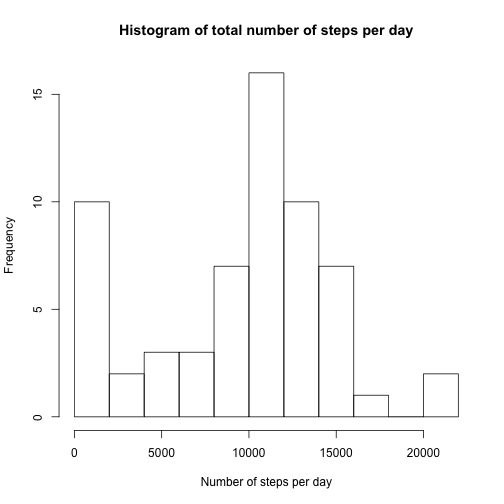 Histogram of total number of steps per day
15
10
5
0
Frequency
0 5000 10000 15000 20000
Number of steps per day